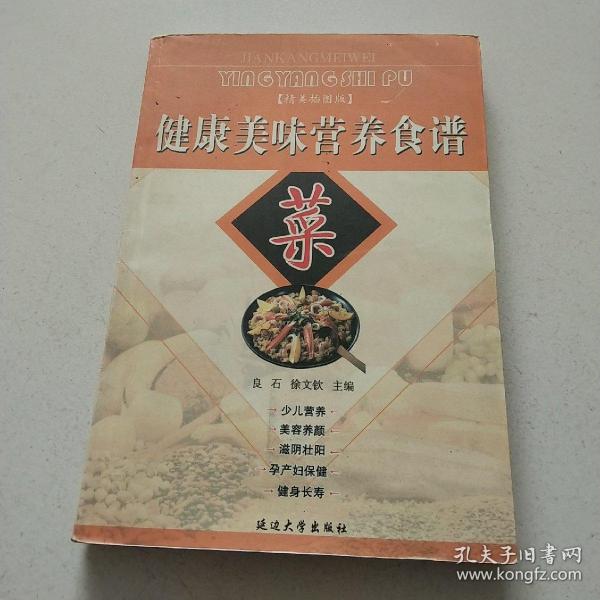 JIANKANGMEIWEI
YINGYANGSHI PU
【精美插图版】
健康美味营养食谱
菜
良石 徐文钦 主编
少儿营养
美容养颜
滋阴壮阳
孕产妇保健
健身长寿
延边大学出版社
孔夫子旧书网
www.kongfz.com